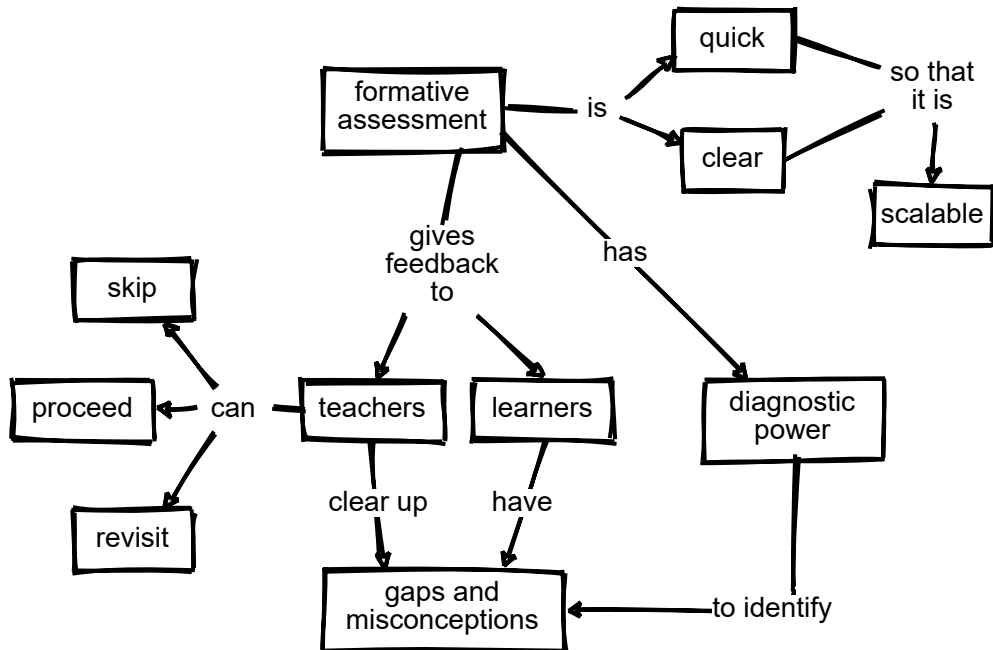 quick
so that
it is
formative
assessment
is
clear
scalable
gives
feedback
to
has
skip
proceed
can
teachers
learners
diagnostic
power
clear up
have
revisit
gaps and
misconceptions
to identify